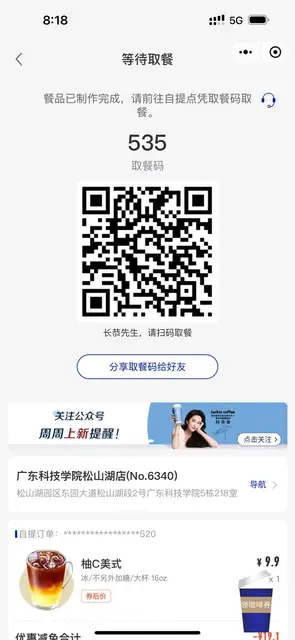 8:18
5G
等待取餐
餐品已制作完成，请前往自提点凭取餐码取
餐。
535
取餐码
长恭先生，请扫码取餐
分享取餐码给好友
关注公众号
周周上新提醒!
luckin coffee
点击关注 >
广东科技学院松山湖店(No.6340)
导航 >
松山湖园区东园大道松山湖段2号广东科技学院5栋218室
自提订单：*****************520
柚C美式
¥ 9.9
冰/不另外加糖/大杯 16oz
x 1
券后价
领咖啡券
优惠减免合计
-¥19.1